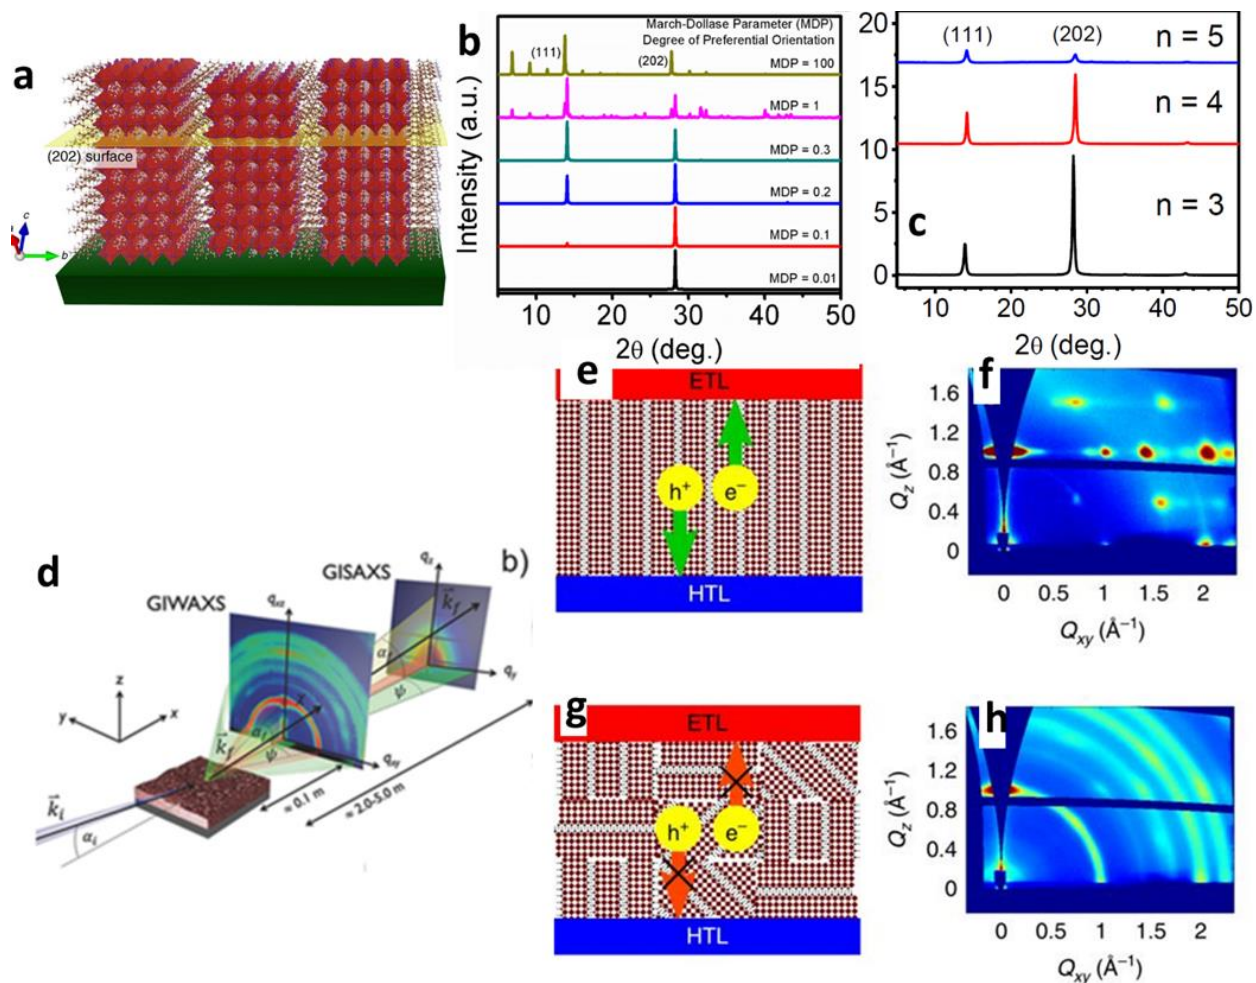 a
(202) surface
c
b
b
March-Dollase Parameter (MDP)
Degree of Preferential Orientation
(111)
(202)
MDP = 100
MDP = 1
MDP = 0.3
MDP = 0.2
MDP = 0.1
MDP = 0.01
Intensity (a.u.)
10 20 30 40 50
2θ (deg.)
c
20
15
10
5
0
(111)
(202)
n = 5
n = 4
n = 3
10 20 30 40 50
2θ (deg.)
d
b)
GISAXS
GIWAXS
z
y
x
≈ 0.1 m
≈ 2.0-5.0 m
e
ETL
h⁺
e⁻
HTL
f
1.6
1.2
0.8
0.4
0
Q_z (Å⁻¹)
0 0.5 1 1.5 2
Q_xy (Å⁻¹)
g
ETL
h⁺
e⁻
HTL
h
1.6
1.2
0.8
0.4
0
Q_z (Å⁻¹)
0 0.5 1 1.5 2
Q_xy (Å⁻¹)